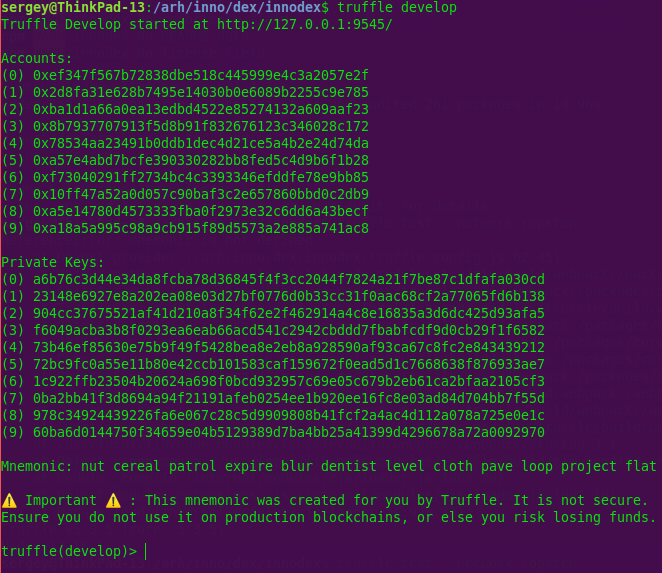 sergey@ThinkPad-13:/arh/inno/dex/innodex$ truffle develop
Truffle Develop started at http://127.0.0.1:9545/
Accounts:
(0) 0xef347f567b72838dbe518c445999e4c3a2057e2f
(1) 0x2d8fa31e628b7495e14030b0e6089b2255c9e785
(2) 0xba1d1a66a0ea13edbd4522e85274132a609aaf23
(3) 0x8b7937707913f5d8b91f832676123c346028c172
(4) 0x78534aa23491b0ddb1dec4d21ce5a4b2e24d74da
(5) 0xa57e4abd7bcfe390330282bb8fed5c4d9b6f1b28
(6) 0xf73040291ff2734bc4c3393346efddfe78e9bb85
(7) 0x10ff47a52a0d057c90baf3c2e657860bbd0c2db9
(8) 0xa5e14780d4573333fba0f2973e32c6dd6a43becf
(9) 0xa18a5a995c98a9cb915f89d5573a2e885a741ac8
Private Keys:
(0) a6b76c3d44e34da8fcba78d36845f4f3cc2044f7824a21f7be87c1dfafa030cd
(1) 23148e6927e8a202ea08e03d27bf0776d0b33cc31f0aac68cf2a77065fd6b138
(2) 904cc37675521af41d210a8f34f62e2f462914a4c8e16835a3d6dc425d93afa5
(3) f6049acba3b8f0293ea6eab66acd541c2942cbddd7fbabfcdf9d0cb29f1f6582
(4) 73b46ef85630e75b9f49f5428bea8e2eb8a928590af93ca67c8fc2e843439212
(5) 72bc9fc0a55e11b80e42ccb101583caf159672f0ead5d1c7668638f876933ae7
(6) 1c922ffb23504b20624a698f0bcd932957c69e05c679b2eb61ca2bfaa2105cf3
(7) 0ba2bb41f3d8694a94f21191afeb0254ee1b920ee16fc8e03ad84d704bb7f55d
(8) 978c34924439226fa6e067c28c5d9909808b41fcf2a4ac4d112a078a725e0e1c
(9) 60ba6d0144750f34659e04b5129389d7ba4bb25a41399d4296678a72a0092970
Mnemonic: nut cereal patrol expire blur dentist level cloth pave loop project flat
⚠️ Important ⚠️ : This mnemonic was created for you by Truffle. It is not secure.
Ensure you do not use it on production blockchains, or else you risk losing funds.
truffle(develop)>